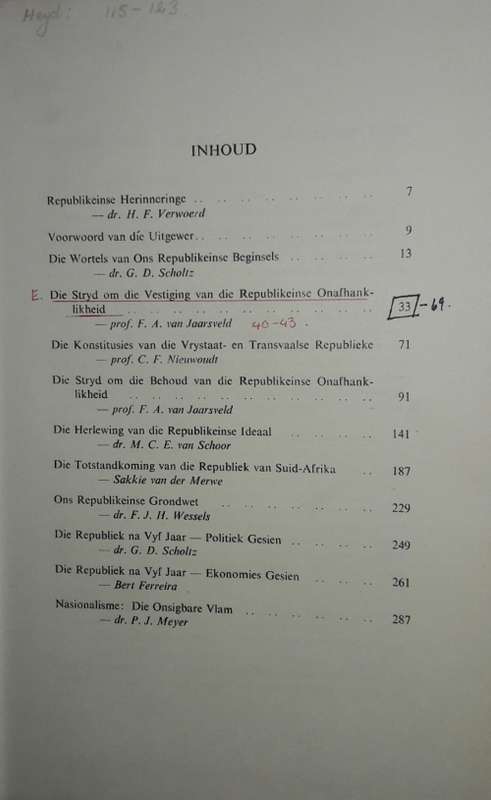 Heyd: 115-123
INHOUD
Republikeinse Herinneringe .. .. .. .. .. .. .. .. 7
— dr. H. F. Verwoerd
Voorwoord van die Uitgewer .. .. .. .. .. .. .. .. 9
Die Wortels van Ons Republikeinse Beginsels .. .. .. .. 13
— dr. G. D. Scholtz
E. Die Stryd om die Vestiging van die Republikeinse Onafhank-
likheid .. .. .. .. .. .. .. .. .. .. .. 33 -69.
— prof. F. A. van Jaarsveld 40-43.
Die Konstitusies van die Vrystaat- en Transvaalse Republieke 71
— prof. C. F. Nieuwoudt
Die Stryd om die Behoud van die Republikeinse Onafhank-
likheid .. .. .. .. .. .. .. .. .. .. .. 91
— prof. F. A. van Jaarsveld
Die Herlewing van die Republikeinse Ideaal .. .. .. .. 141
— dr. M. C. E. van Schoor
Die Totstandkoming van die Republiek van Suid-Afrika .. 187
— Sakkie van der Merwe
Ons Republikeinse Grondwet .. .. .. .. .. .. .. 229
— dr. F. J. H. Wessels
Die Republiek na Vyf Jaar — Politiek Gesien .. .. .. .. 249
— dr. G. D. Scholtz
Die Republiek na Vyf Jaar — Ekonomies Gesien .. .. .. 261
— Bert Ferreira
Nasionalisme: Die Onsigbare Vlam .. .. .. .. .. .. 287
— dr. P. J. Meyer